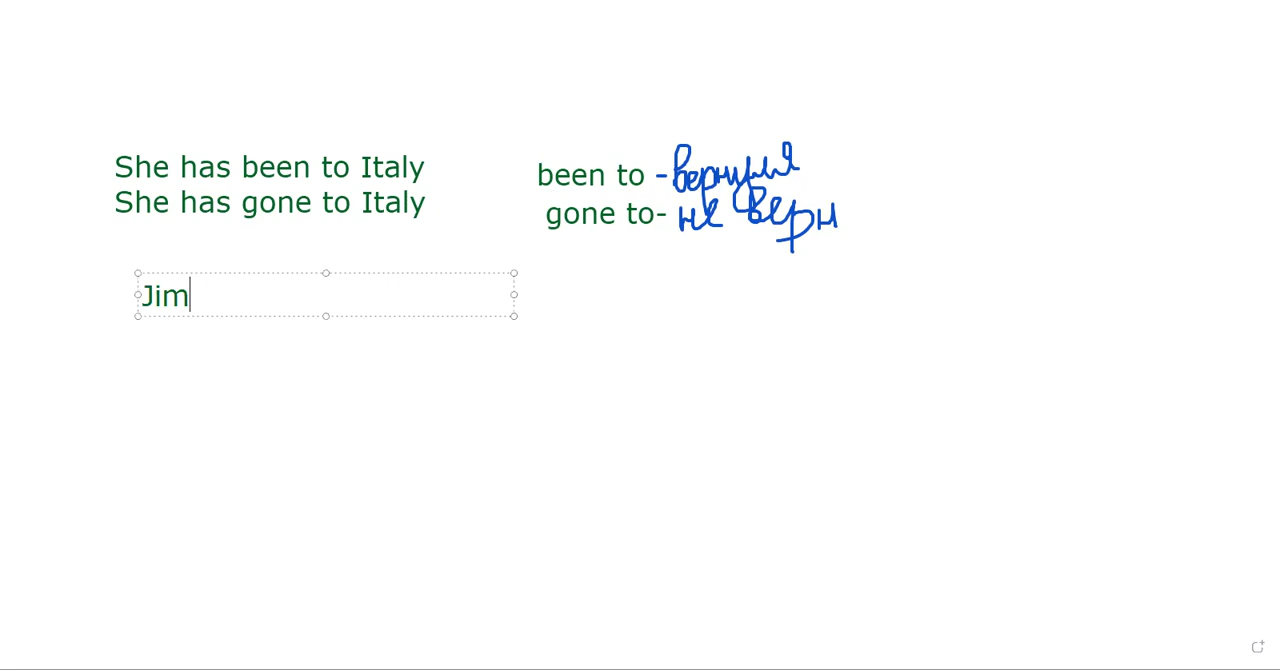 She has been to Italy
She has gone to Italy
been to - вернулся
gone to- не верн
Jim